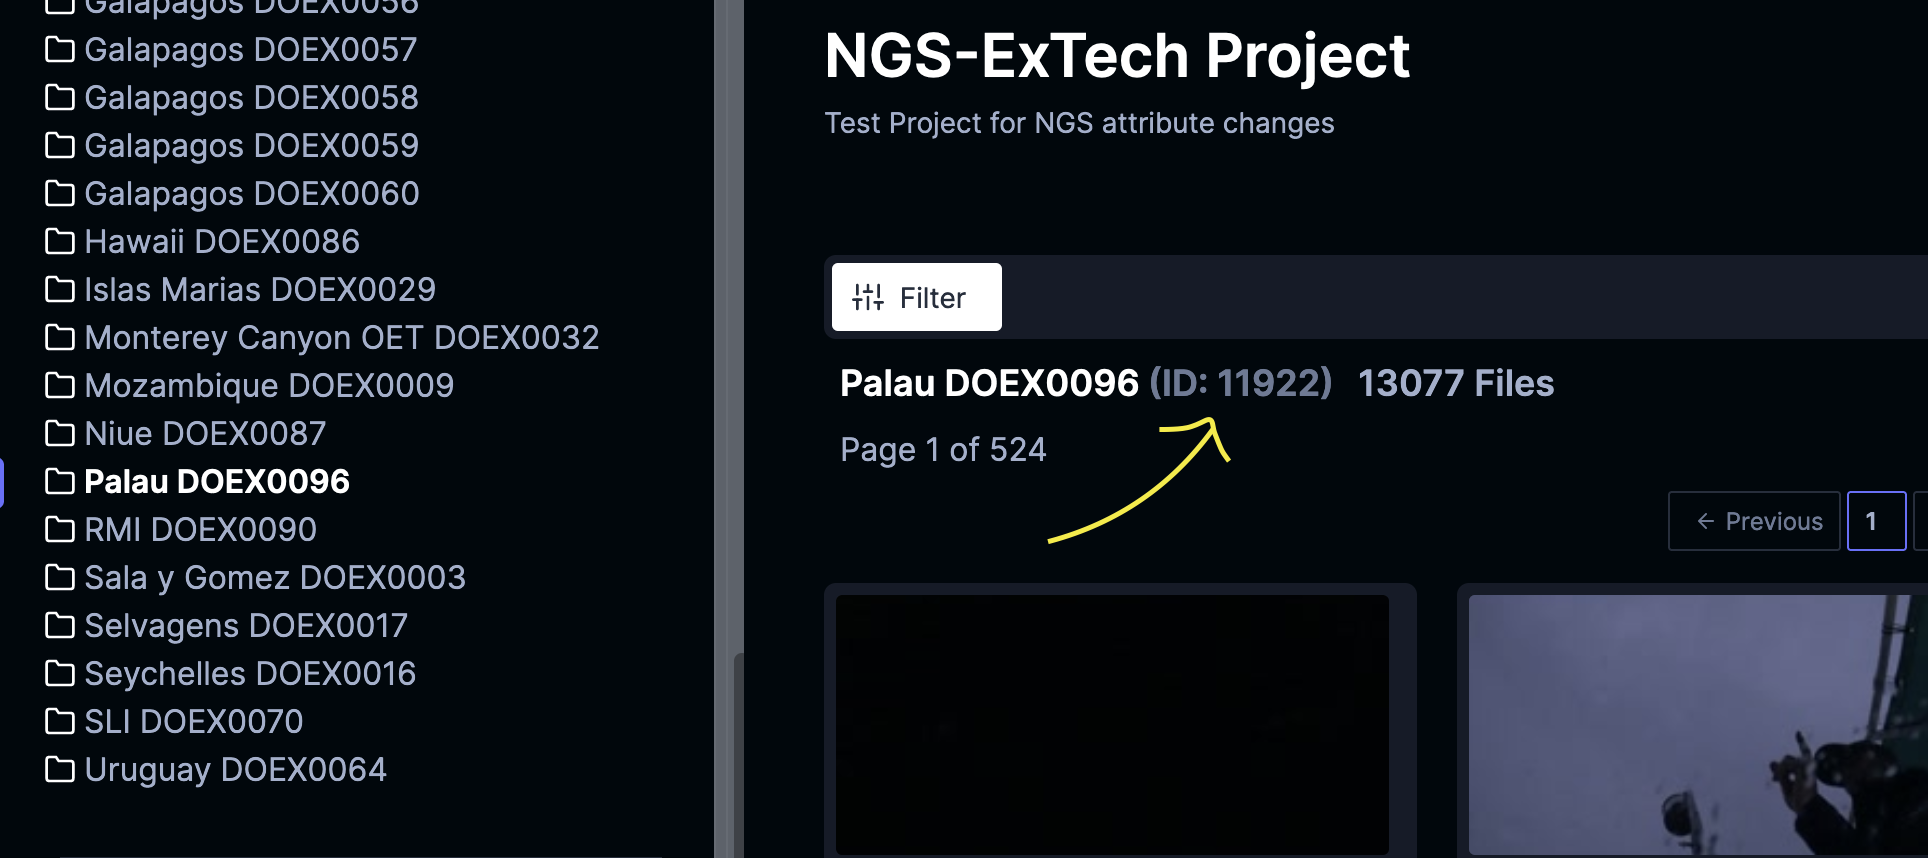 Galapagos DOEX0056
Galapagos DOEX0057
Galapagos DOEX0058
Galapagos DOEX0059
Galapagos DOEX0060
Hawaii DOEX0086
Islas Marias DOEX0029
Monterey Canyon OET DOEX0032
Mozambique DOEX0009
Niue DOEX0087
Palau DOEX0096
RMI DOEX0090
Sala y Gomez DOEX0003
Selvagens DOEX0017
Seychelles DOEX0016
SLI DOEX0070
Uruguay DOEX0064
NGS-ExTech Project
Test Project for NGS attribute changes
Filter
Palau DOEX0096 (ID: 11922) 13077 Files
Page 1 of 524
← Previous 1